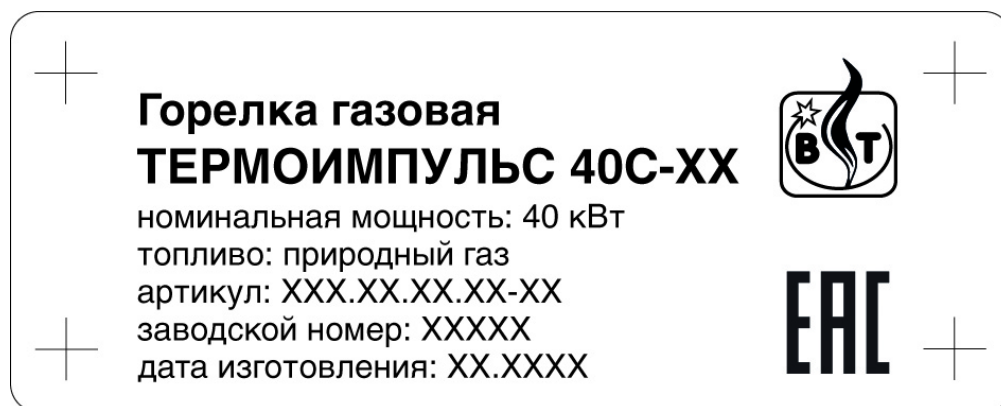 Горелка газовая
ТЕРМОИМПУЛЬС 40С-ХХ
номинальная мощность: 40 кВт
топливо: природный газ
артикул: ХХХ.ХХ.ХХ.ХХ-ХХ
заводской номер: ХХХХХ
дата изготовления: ХХ.ХХХХ
В Т
ЕАС